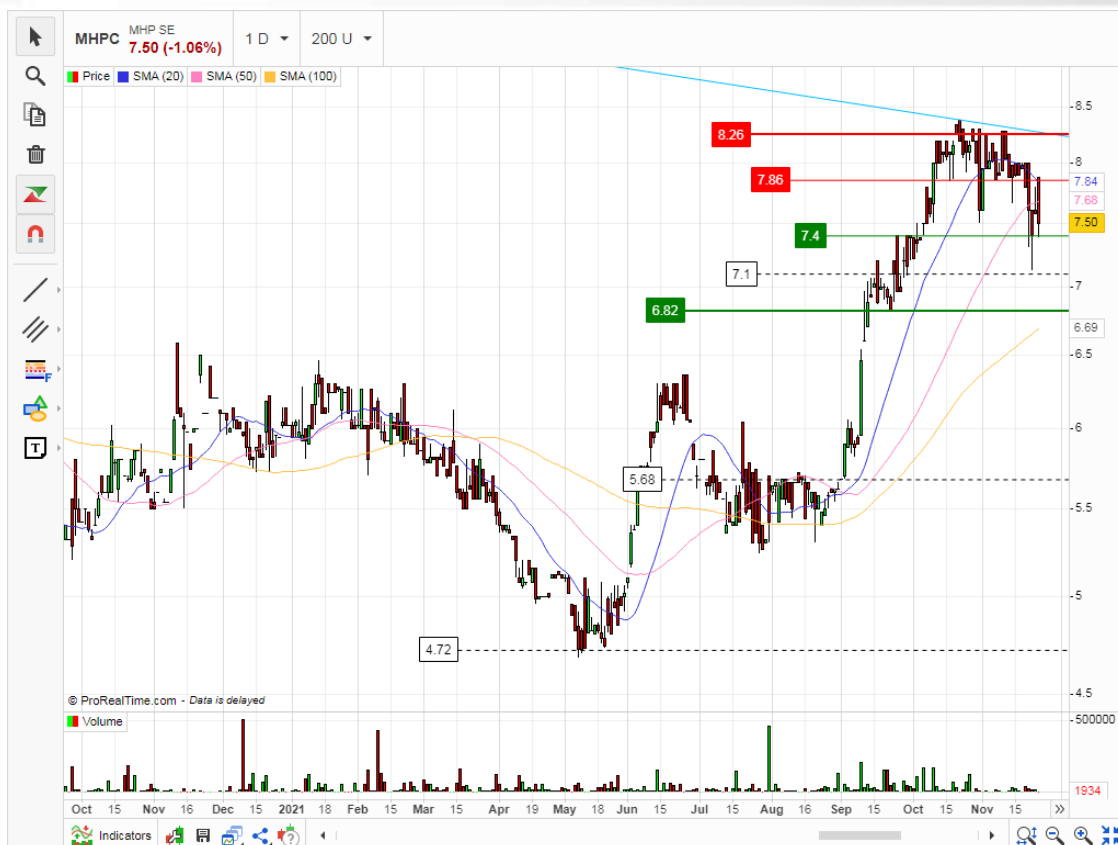 MHPC MHP SE 7.50 (-1.06%) 1 D 200 U
Price SMA (20) SMA (50) SMA (100)
8.5
8.26
8
7.86
7.84
7.68
7.50
7.4
7.1
7
6.82
6.69
6.5
6
5.68
5.5
5
4.72
4.5
© ProRealTime.com - Data is delayed
Volume
500000
1934
Oct 15 Nov 16 Dec 15 2021 Feb Mar 15 Apr 19 May 18 Jun 15 Jul 15 Aug 16 Sep 15 Oct 15 Nov 15
Indicators
F
T